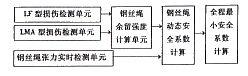 LF型损伤检测单元
LMA型损伤检测单元
钢丝绳张力实时检测单元
钢丝绳
余留强度
计算单元
钢丝绳
动态安
全系数
计算
全程最
小安全
系数
计算